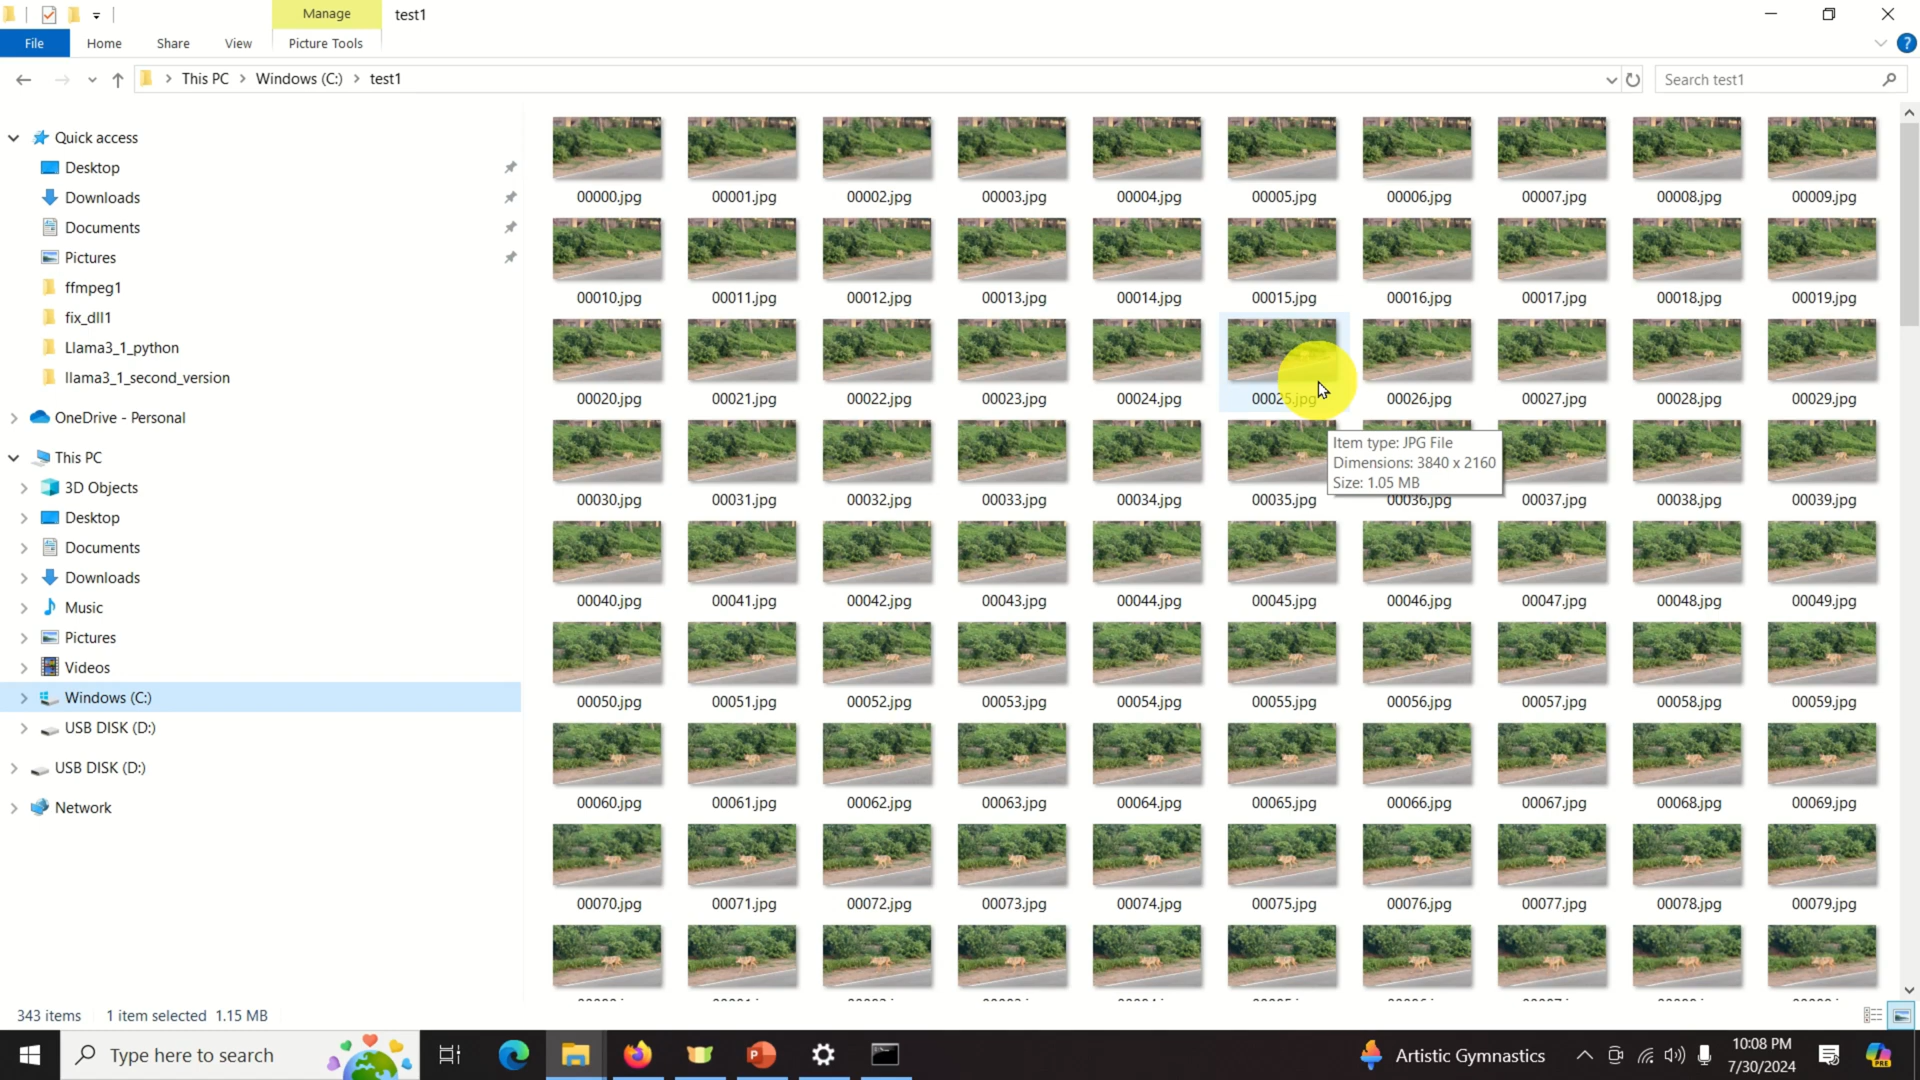 Manage
test1
File
Home
Share
View
Picture Tools
This PC
Windows (C:)
test1
Search test1
Quick access
Desktop
Downloads
Documents
Pictures
ffmpeg1
fix_dll1
Llama3_1_python
llama3_1_second_version
OneDrive - Personal
This PC
3D Objects
Desktop
Documents
Downloads
Music
Pictures
Videos
Windows (C:)
USB DISK (D:)
USB DISK (D:)
Network
00000.jpg 00001.jpg 00002.jpg 00003.jpg 00004.jpg 00005.jpg 00006.jpg 00007.jpg 00008.jpg 00009.jpg
00010.jpg 00011.jpg 00012.jpg 00013.jpg 00014.jpg 00015.jpg 00016.jpg 00017.jpg 00018.jpg 00019.jpg
00020.jpg 00021.jpg 00022.jpg 00023.jpg 00024.jpg 00025.jpg 00026.jpg 00027.jpg 00028.jpg 00029.jpg
Item type: JPG File
Dimensions: 3840 x 2160
Size: 1.05 MB
00030.jpg 00031.jpg 00032.jpg 00033.jpg 00034.jpg 00035.jpg 00036.jpg 00037.jpg 00038.jpg 00039.jpg
00040.jpg 00041.jpg 00042.jpg 00043.jpg 00044.jpg 00045.jpg 00046.jpg 00047.jpg 00048.jpg 00049.jpg
00050.jpg 00051.jpg 00052.jpg 00053.jpg 00054.jpg 00055.jpg 00056.jpg 00057.jpg 00058.jpg 00059.jpg
00060.jpg 00061.jpg 00062.jpg 00063.jpg 00064.jpg 00065.jpg 00066.jpg 00067.jpg 00068.jpg 00069.jpg
00070.jpg 00071.jpg 00072.jpg 00073.jpg 00074.jpg 00075.jpg 00076.jpg 00077.jpg 00078.jpg 00079.jpg
343 items 1 item selected 1.15 MB
Type here to search
Artistic Gymnastics
10:08 PM
7/30/2024